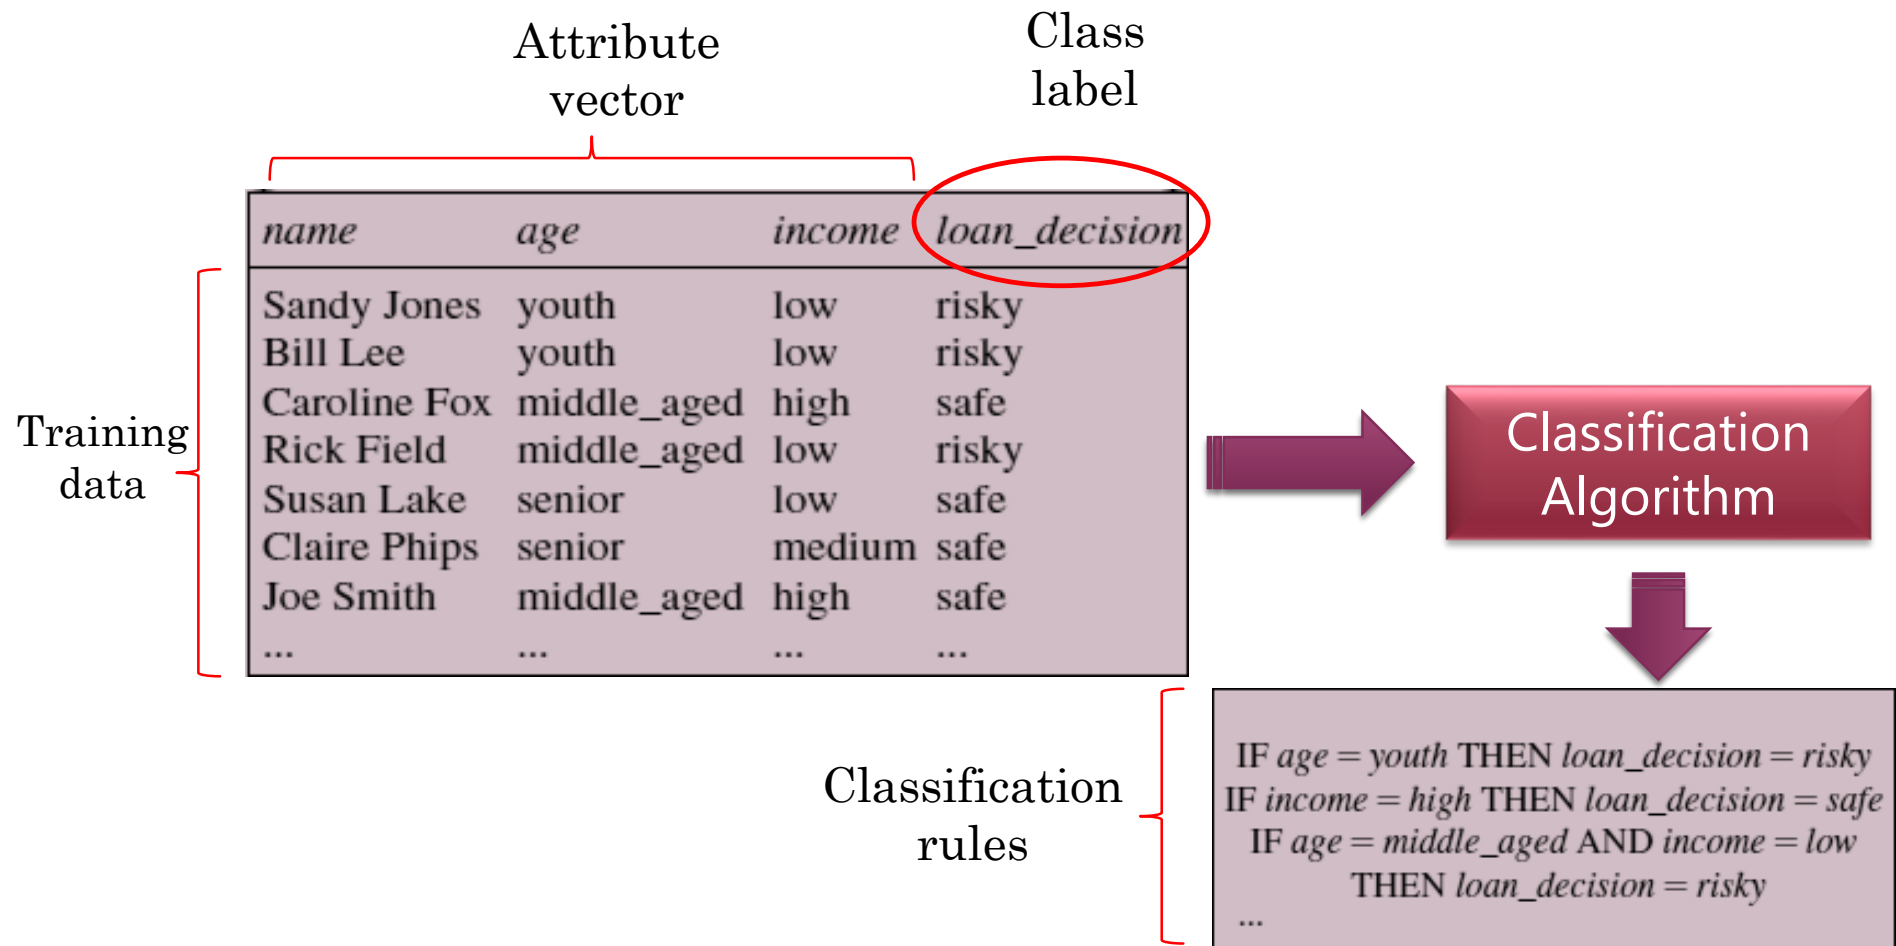 Attribute
vector
Class
label
name age income loan_decision
Training
data
Sandy Jones youth low risky
Bill Lee youth low risky
Caroline Fox middle_aged high safe
Rick Field middle_aged low risky
Susan Lake senior low safe
Claire Phips senior medium safe
Joe Smith middle_aged high safe
... ... ... ...
Classification
Algorithm
Classification
rules
IF age = youth THEN loan_decision = risky
IF income = high THEN loan_decision = safe
IF age = middle_aged AND income = low
THEN loan_decision = risky
...